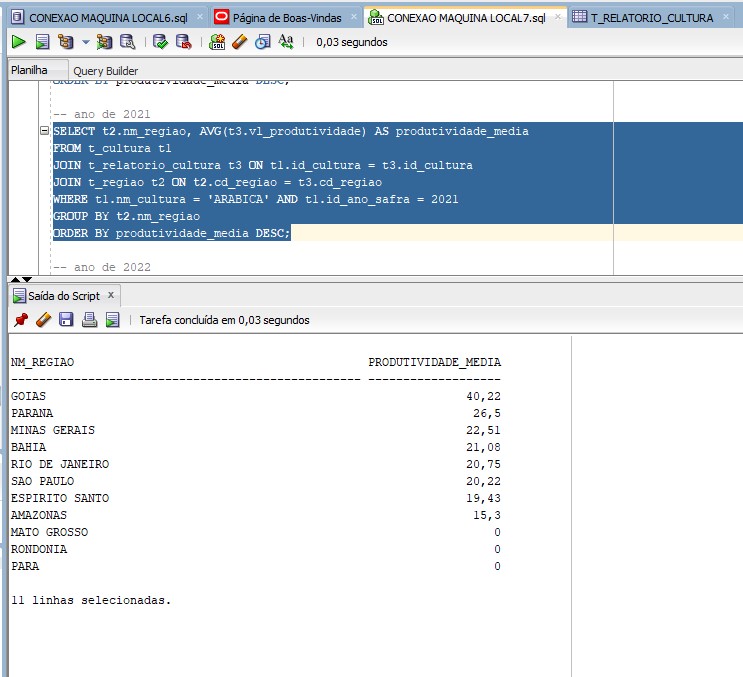 CONEXAO MAQUINA LOCAL6.sql × Página de Boas-Vindas × CONEXAO MAQUINA LOCAL7.sql × T_RELATORIO_CULTURA ×
0,03 segundos
Planilha Query Builder
ORDER BY produtividade_media DESC;
-- ano de 2021
SELECT t2.nm_regiao, AVG(t3.vl_produtividade) AS produtividade_media
FROM t_cultura t1
JOIN t_relatorio_cultura t3 ON t1.id_cultura = t3.id_cultura
JOIN t_regiao t2 ON t2.cd_regiao = t3.cd_regiao
WHERE t1.nm_cultura = 'ARABICA' AND t1.id_ano_safra = 2021
GROUP BY t2.nm_regiao
ORDER BY produtividade_media DESC;
-- ano de 2022
Saída do Script ×
Tarefa concluída em 0,03 segundos
NM_REGIAO PRODUTIVIDADE_MEDIA
-------------------------------------------------- -------------------
GOIAS 40,22
PARANA 26,5
MINAS GERAIS 22,51
BAHIA 21,08
RIO DE JANEIRO 20,75
SAO PAULO 20,22
ESPIRITO SANTO 19,43
AMAZONAS 15,3
MATO GROSSO 0
RONDONIA 0
PARA 0
11 linhas selecionadas.